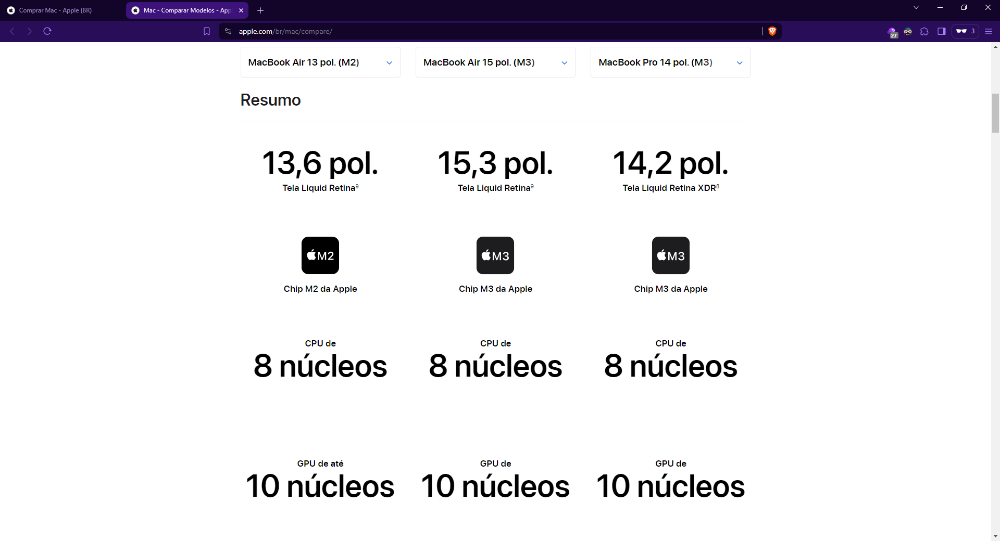 Comprar Mac - Apple (BR)
Mac - Comparar Modelos - App
apple.com/br/mac/compare/
27
3
MacBook Air 13 pol. (M2)
MacBook Air 15 pol. (M3)
MacBook Pro 14 pol. (M3)
Resumo
13,6 pol.
15,3 pol.
14,2 pol.
Tela Liquid Retina⁹
Tela Liquid Retina⁹
Tela Liquid Retina XDR⁸
M2
M3
M3
Chip M2 da Apple
Chip M3 da Apple
Chip M3 da Apple
CPU de
CPU de
CPU de
8 núcleos
8 núcleos
8 núcleos
GPU de até
GPU de
GPU de
10 núcleos
10 núcleos
10 núcleos